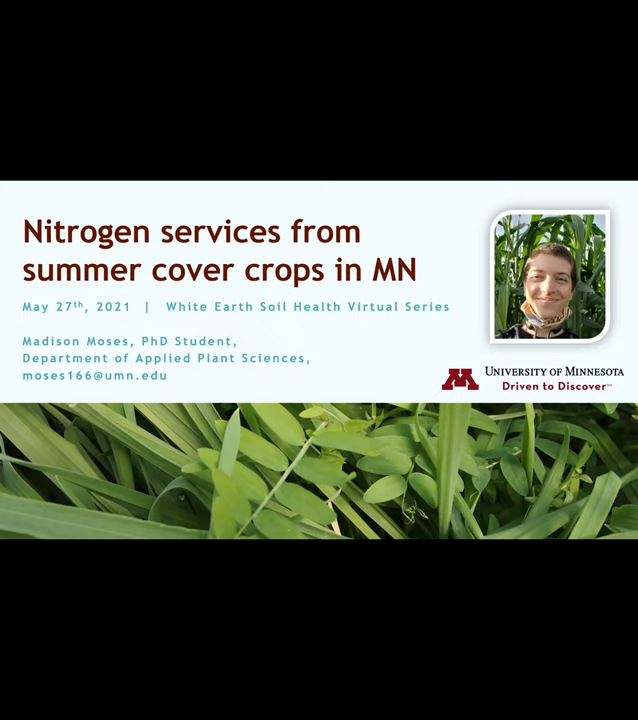 Nitrogen services from
summer cover crops in MN
May 27th, 2021 | White Earth Soil Health Virtual Series
Madison Moses, PhD Student,
Department of Applied Plant Sciences,
moses166@umn.edu
M
UNIVERSITY OF MINNESOTA
Driven to Discover℠